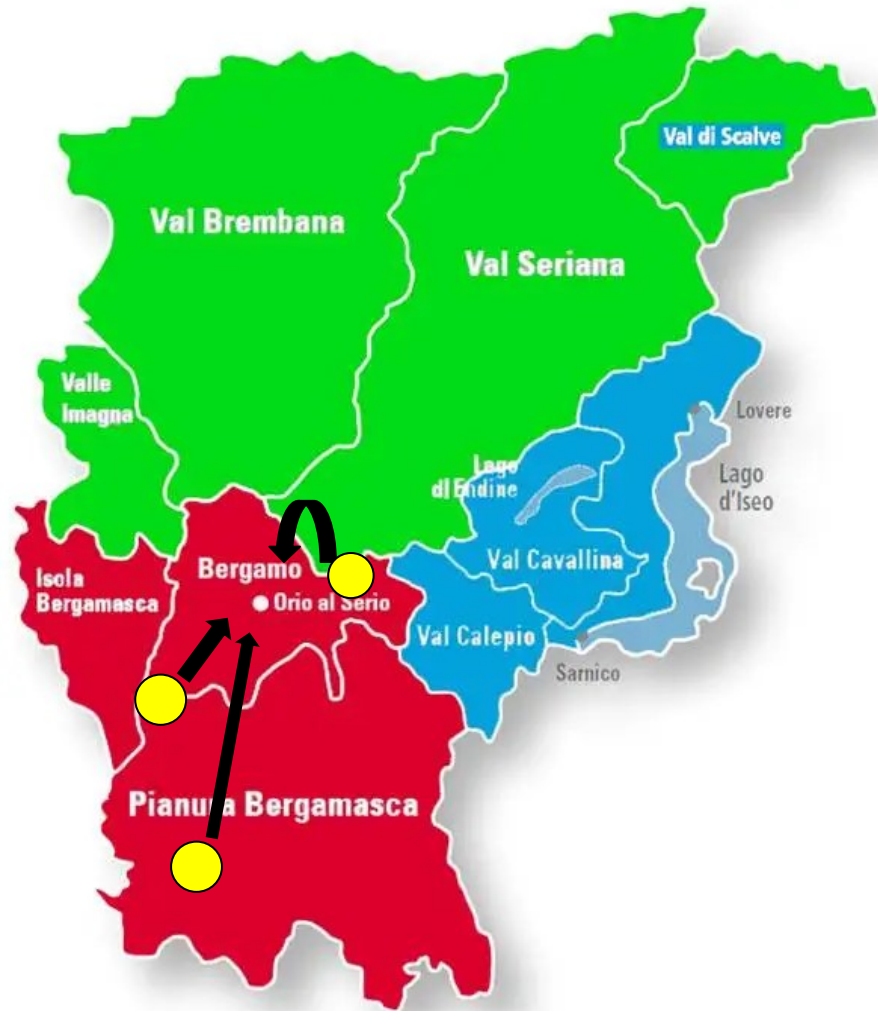 Val di Scalve
Val Brembana
Val Seriana
Valle
Imagna
Lovere
Lago
dI Endine
Lago
d'Iseo
Val Cavallina
Bergamo
Isola
Bergamasca
Orio al Serio
Val Calepio
Sarnico
Pianura Bergamasca